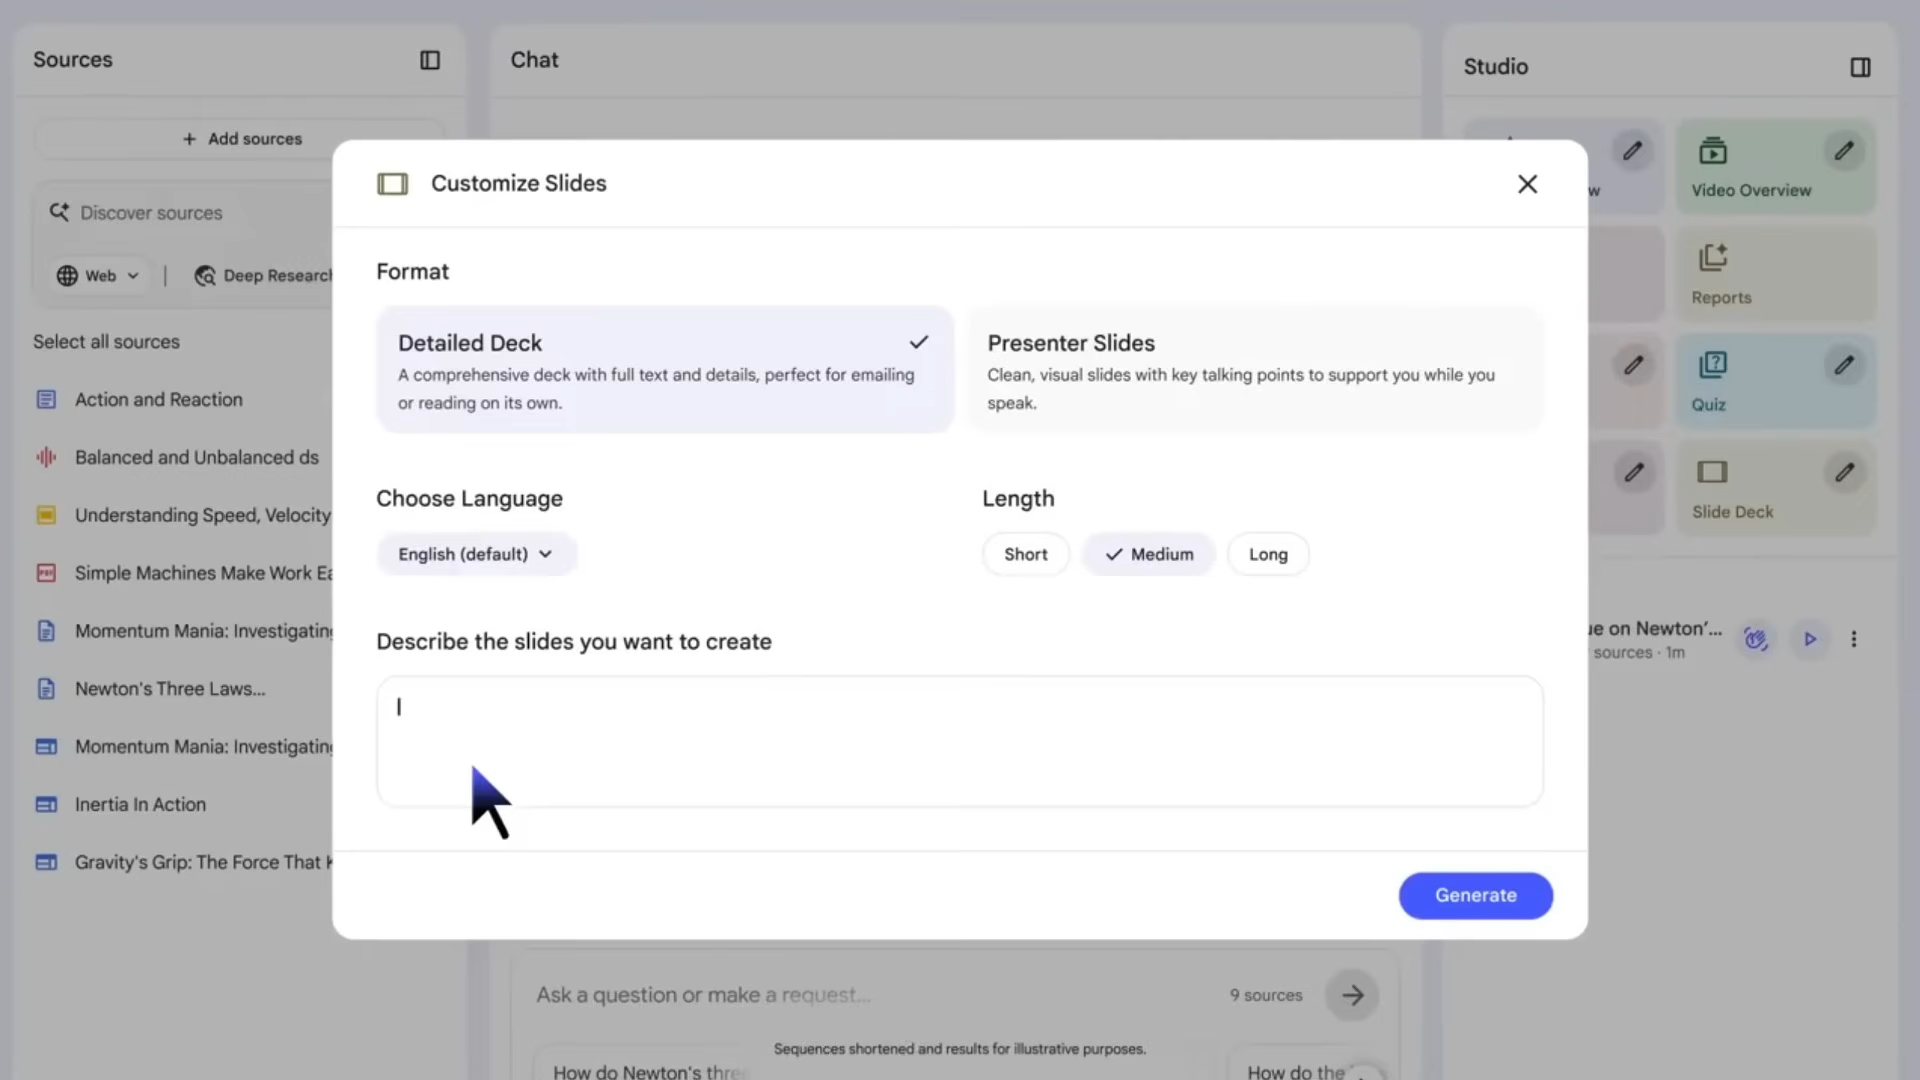 Sources
Chat
Studio
+ Add sources
Discover sources
Web
Deep Research
Select all sources
Action and Reaction
Balanced and Unbalanced ds
Understanding Speed, Velocity
Simple Machines Make Work
Momentum Mania: Investigating
Newton's Three Laws...
Momentum Mania: Investigating
Inertia In Action
Gravity's Grip: The Force That
Customize Slides
Format
Detailed Deck
A comprehensive deck with full text and details, perfect for emailing
or reading on its own.
Presenter Slides
Clean, visual slides with key talking points to support you while you
speak.
Choose Language
English (default)
Length
Short
Medium
Long
Describe the slides you want to create
Generate
Video Overview
Reports
Quiz
Slide Deck
on Newton'...
sources · 1m
Ask a question or make a request...
9 sources
Sequences shortened and results for illustrative purposes.
How do Newton's three
How do the